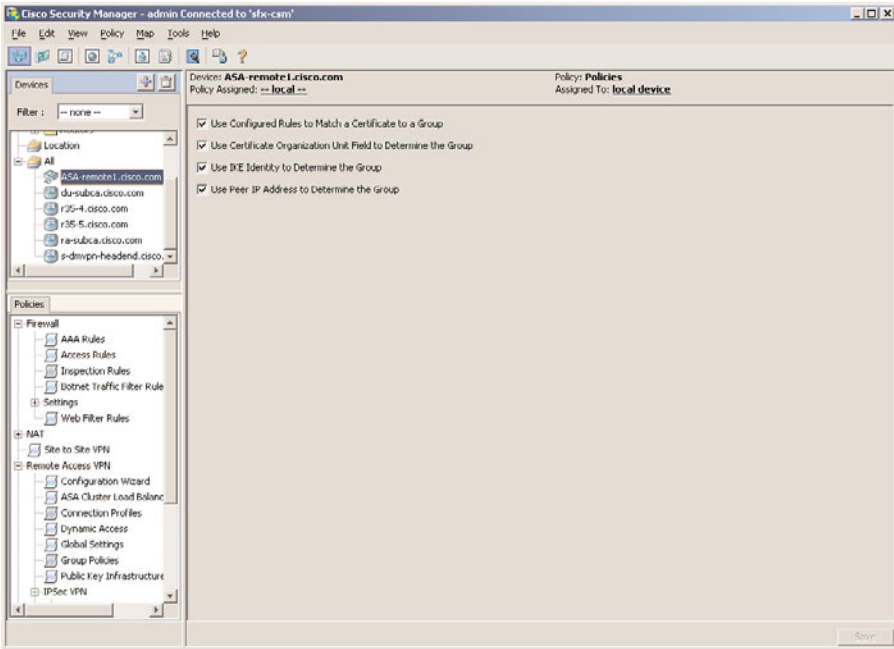 Cisco Security Manager - admin Connected to 'sfx-csm'
File Edit View Policy Map Tools Help
Devices
Filter : -- none --
Location
All
ASA-remote1.cisco.com
du-subca.cisco.com
r35-4.cisco.com
r35-5.cisco.com
ra-subca.cisco.com
s-dmvpn-headend.cisco.
Policies
Firewall
AAA Rules
Access Rules
Inspection Rules
Botnet Traffic Filter Rule
Settings
Web Filter Rules
NAT
Site to Site VPN
Remote Access VPN
Configuration Wizard
ASA Cluster Load Balanc
Connection Profiles
Dynamic Access
Global Settings
Group Policies
Public Key Infrastructure
IPSec VPN
Device: ASA-remote1.cisco.com Policy: Policies
Policy Assigned: -- local -- Assigned To: local device
Use Configured Rules to Match a Certificate to a Group
Use Certificate Organization Unit Field to Determine the Group
Use IKE Identity to Determine the Group
Use Peer IP Address to Determine the Group
Save